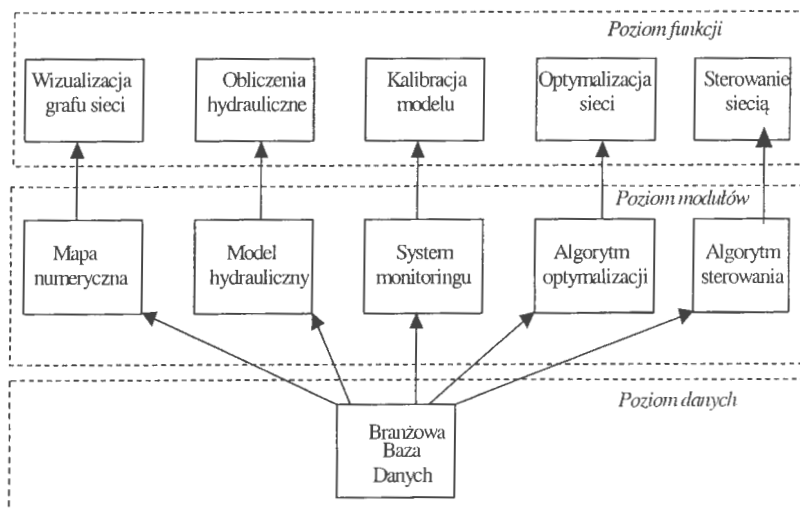 Poziom funkcji
Wizualizacja
grafu sieci
Obliczenia
hydrauliczne
Kalibracja
modelu
Optymalizacja
sieci
Sterowanie
siecią
Poziom modułów
Mapa
numeryczna
Model
hydrauliczny
System
monitoringu
Algorytm
optymalizacji
Algorytm
sterowania
Poziom danych
Branżowa
Baza
Danych